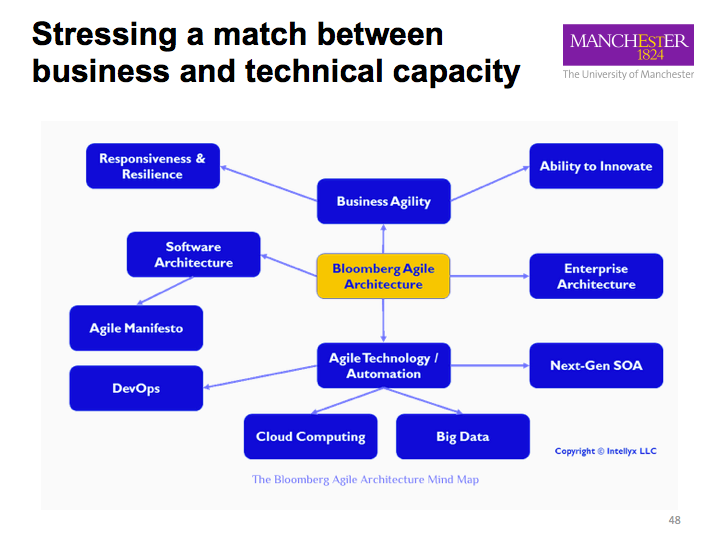 Stressing a match between
business and technical capacity
MANCHESTER
1824
The University of Manchester
Responsiveness &
Resilience
Ability to Innovate
Business Agility
Software
Architecture
Bloomberg Agile
Architecture
Enterprise
Architecture
Agile Manifesto
Agile Technology /
Automation
Next-Gen SOA
DevOps
Cloud Computing
Big Data
Copyright © Intellyx LLC
The Bloomberg Agile Architecture Mind Map
48